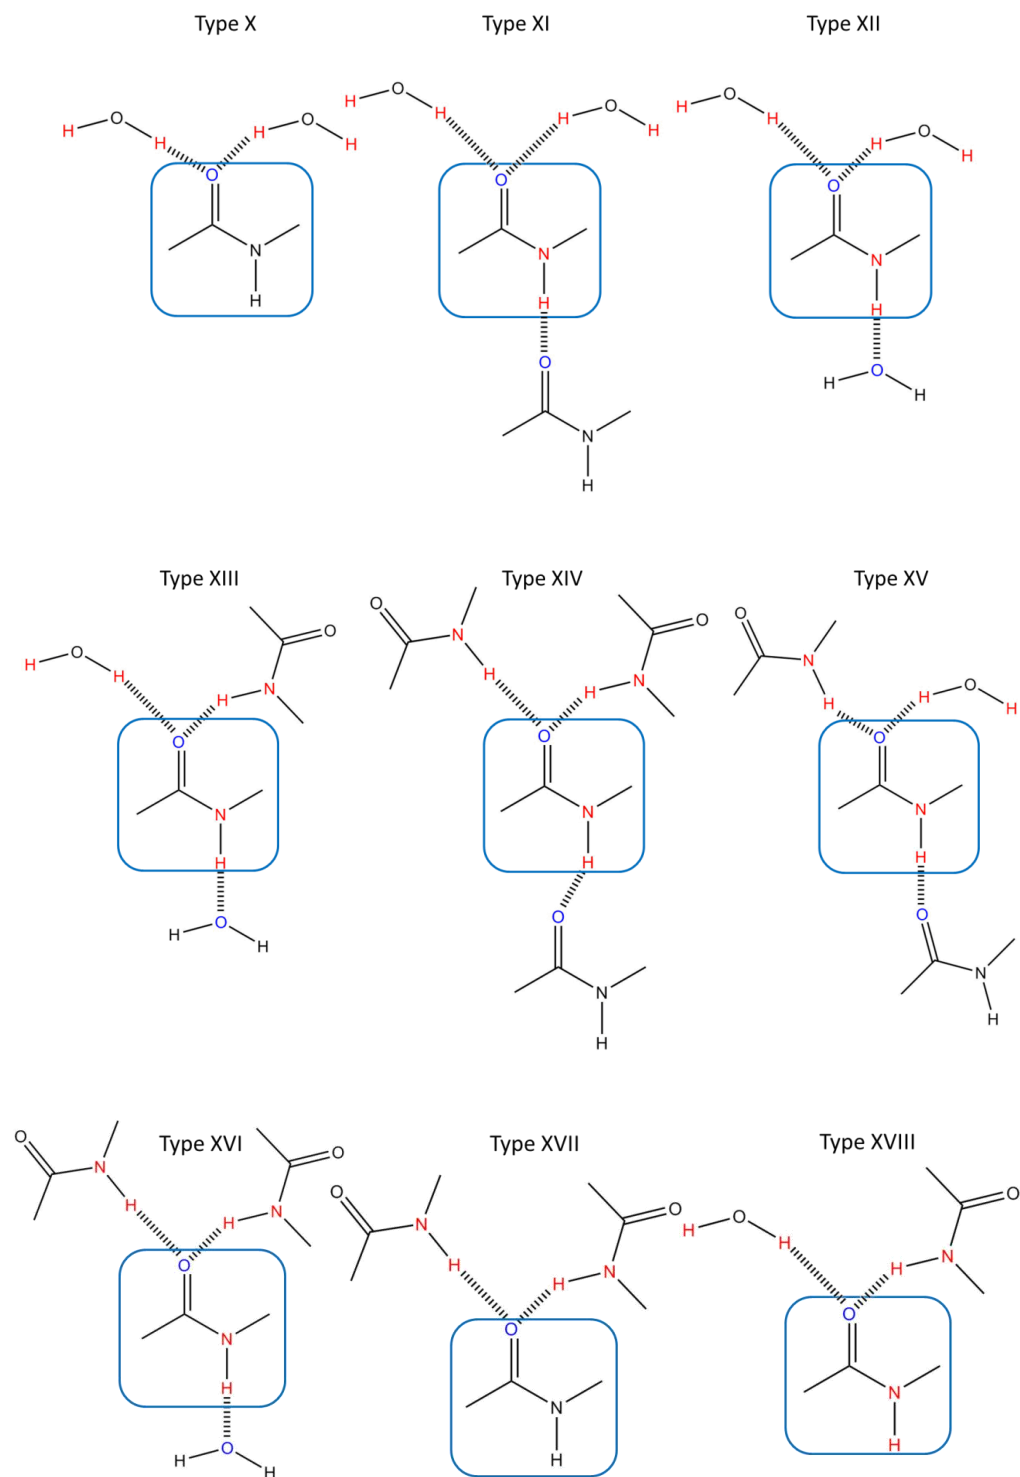 Type X Type XI Type XII
O O O
H H H H
H O H H O H H O H
O O O
N N N
H H H
O O
H H
N
H
Type XIII Type XIV Type XV
O O O O O
O N N
H H H H O
H N H N H H
O O O
N N N
H H H
O O O
H H
N N
H H
Type XVI Type XVII Type XVIII
O O O O O
N N O
H N H H H N
H H N H H
O O O
N N N
H H H
O
H H